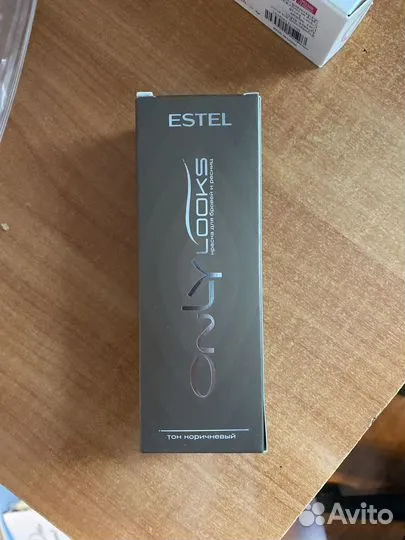 ESTEL
ONLY LOOKS
краска для бровей и ресниц
тон коричневый
Avito